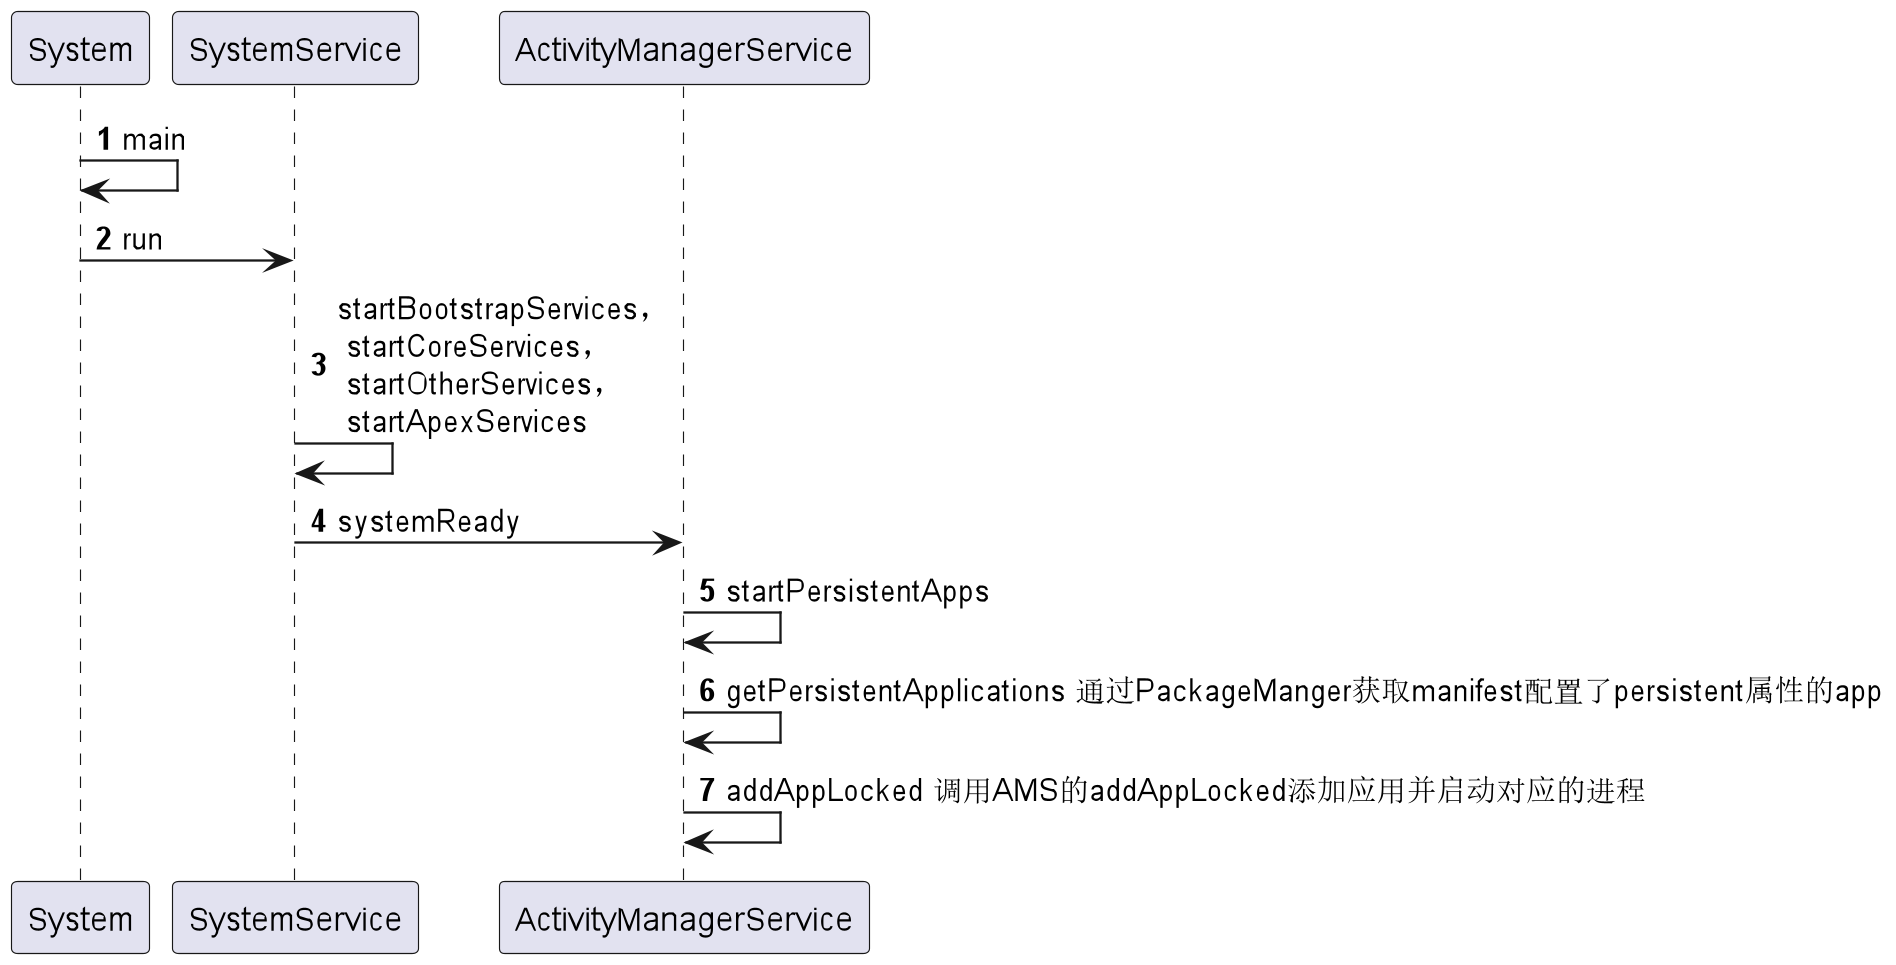 System
SystemService
ActivityManagerService
1 main
2 run
startBootstrapServices，
startCoreServices，
3
startOtherServices，
startApexServices
4 systemReady
5 startPersistentApps
6 getPersistentApplications 通过PackageManger获取manifest配置了persistent属性的app
7 addAppLocked 调用AMS的addAppLocked添加应用并启动对应的进程
System
SystemService
ActivityManagerService